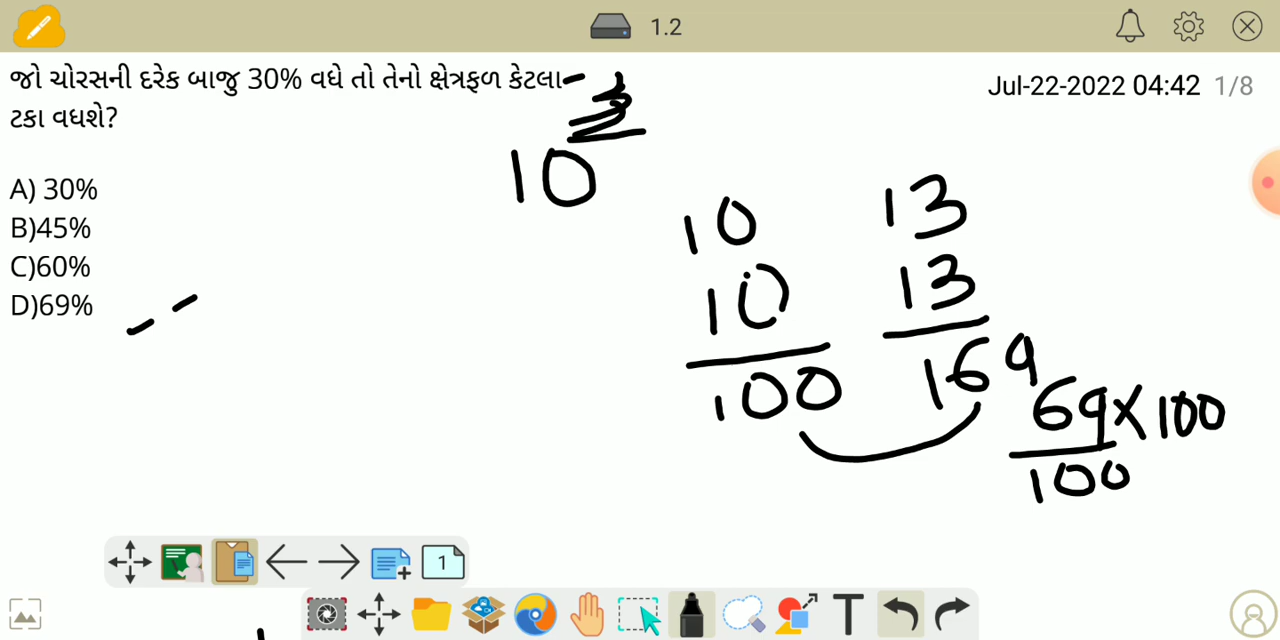 1.2
જો ચોરસની દરેક બાજુ 30% વધે તો તેનો ક્ષેત્રફળ કેટલા
ટકા વધશે?
Jul-22-2022 04:42 1/8
A) 30%
B)45%
C)60%
D)69%
3
10
10
10
100
13
13
169
69×100
100
1
T